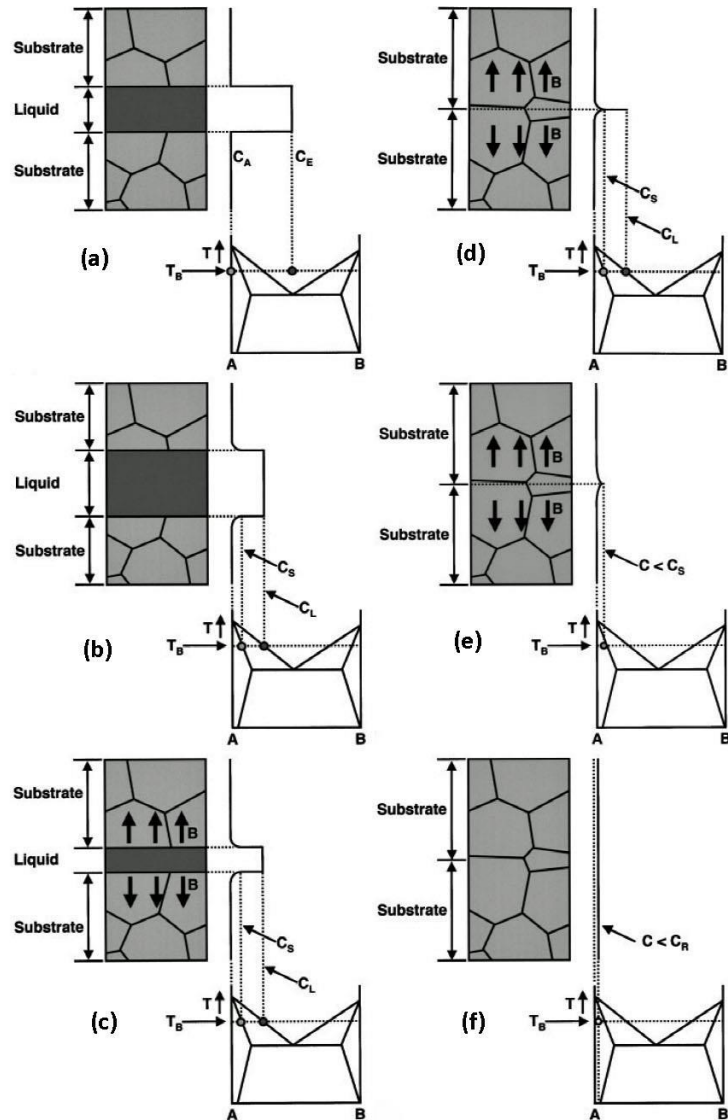 Substrate
Liquid
Substrate
C_A
C_E
(a)
T
T_B
A
B
Substrate
Liquid
Substrate
C_S
C_L
(b)
T
T_B
A
B
Substrate
Liquid
Substrate
B
B
C_S
C_L
(c)
T
T_B
A
B
Substrate
Substrate
B
B
C_S
C_L
(d)
T
T_B
A
B
Substrate
Substrate
B
B
C < C_S
(e)
T
T_B
A
B
Substrate
Substrate
C < C_R
(f)
T
T_B
A
B